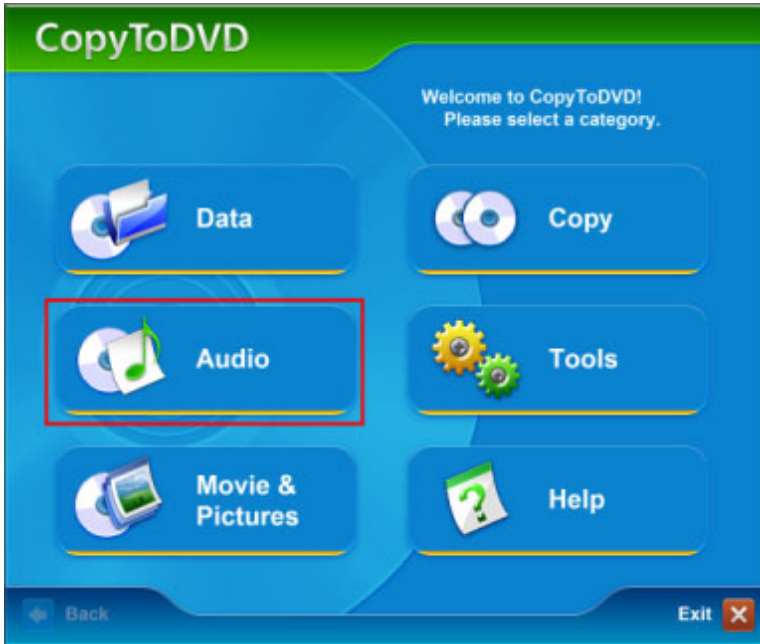 CopyToDVD
Welcome to CopyToDVD!
Please select a category.
Data
Copy
Audio
Tools
Movie &
Pictures
Help
Back
Exit